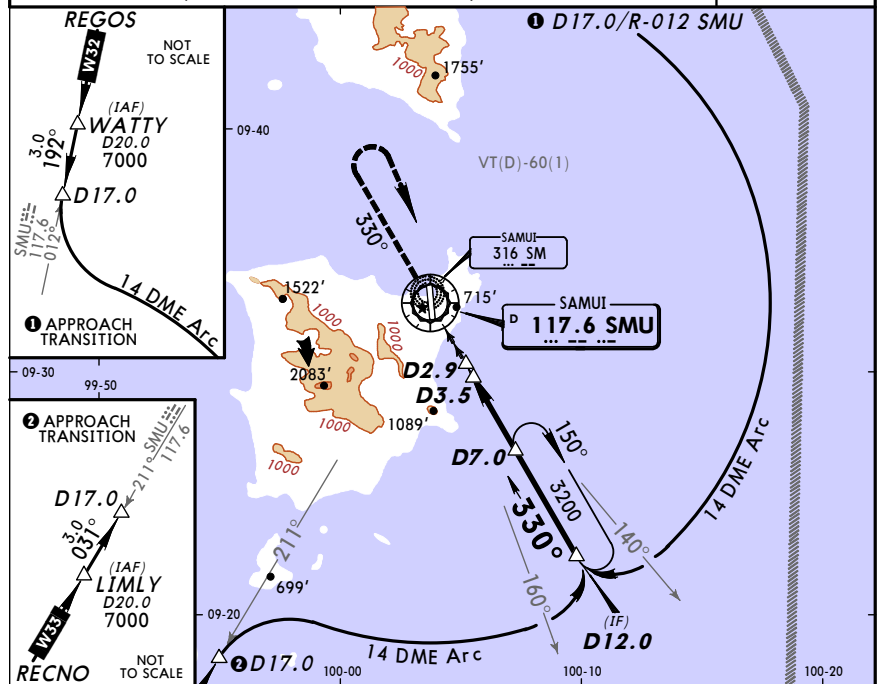 REGOS
W32
NOT
TO SCALE
(IAF)
WATTY
D20.0
7000
3.0
192°
D17.0
SMU
117.6
012°
14 DME Arc
❶ APPROACH
TRANSITION
❶ D17.0/R-012 SMU
1755'
1000
09-40
VT(D)-60(1)
330°
SAMUI
316 SM
1522'
1000
715'
SAMUI
D 117.6 SMU
1000
2083'
D2.9
D3.5
09-30
99-50
1089'
1000
1000
❷ APPROACH
TRANSITION
SMU
117.6
211°
D17.0
3.0
031°
(IAF)
LIMLY
D20.0
7000
W33
RECNO
NOT
TO SCALE
D7.0
150°
3200
330°
14 DME Arc
140°
160°
211°
699'
09-20
(IF)
D12.0
❷ D17.0
14 DME Arc
100-00
100-10
100-20